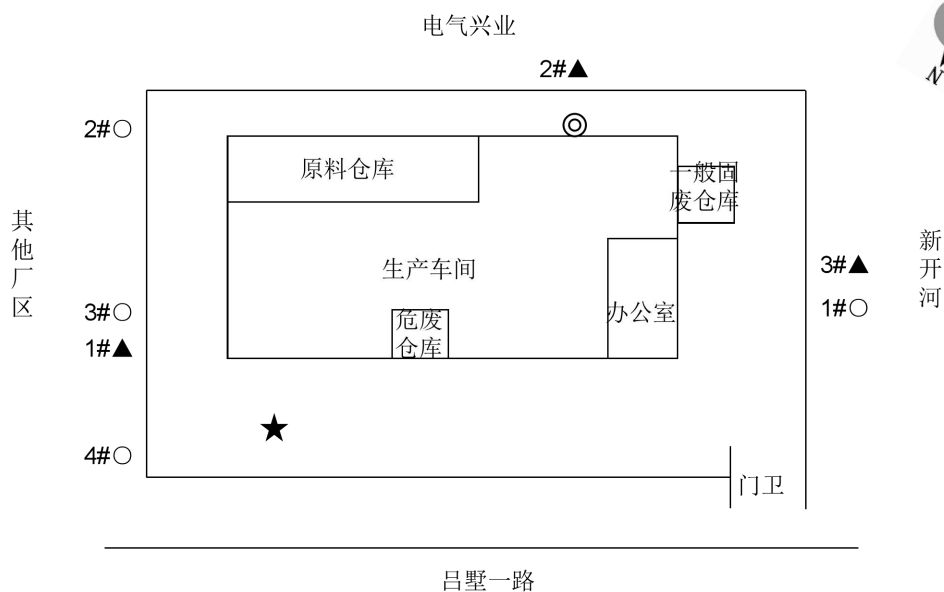 电气兴业
2#▲
N
2#○
原料仓库
一般固
废仓库
其他厂区
新开河
生产车间
3#▲
3#○
1#○
危废
仓库
办公室
1#▲
★
4#○
门卫
吕墅一路